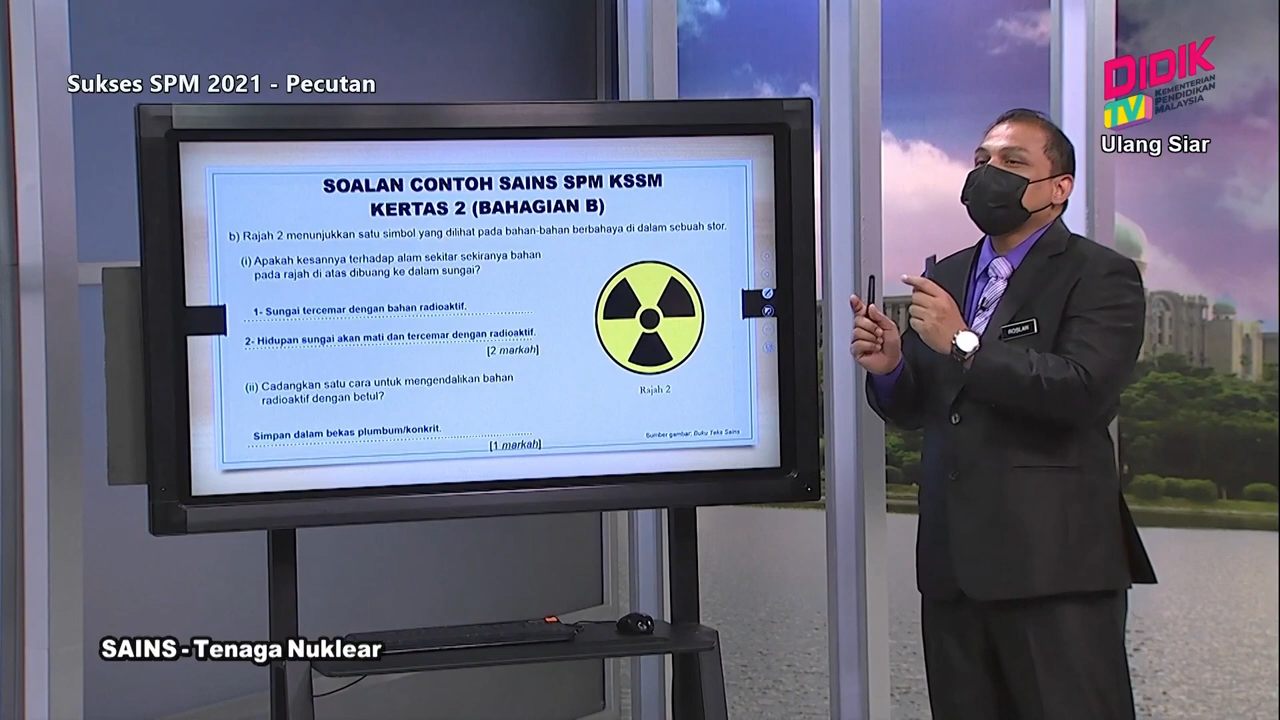 Sukses SPM 2021 - Pecutan
DIDIK
TV
KEMENTERIAN
PENDIDIKAN
MALAYSIA
Ulang Siar
SOALAN CONTOH SAINS SPM KSSM
KERTAS 2 (BAHAGIAN B)
b) Rajah 2 menunjukkan satu simbol yang dilihat pada bahan-bahan berbahaya di dalam sebuah stor.
(i) Apakah kesannya terhadap alam sekitar sekiranya bahan
pada rajah di atas dibuang ke dalam sungai?
1- Sungai tercemar dengan bahan radioaktif.
2- Hidupan sungai akan mati dan tercemar dengan radioaktif.
[2 markah]
(ii) Cadangkan satu cara untuk mengendalikan bahan
radioaktif dengan betul?
Simpan dalam bekas plumbum/konkrit.
[1 markah]
Rajah 2
Sumber gambar: Buku Teks Sains
ROSLAN
SAINS - Tenaga Nuklear